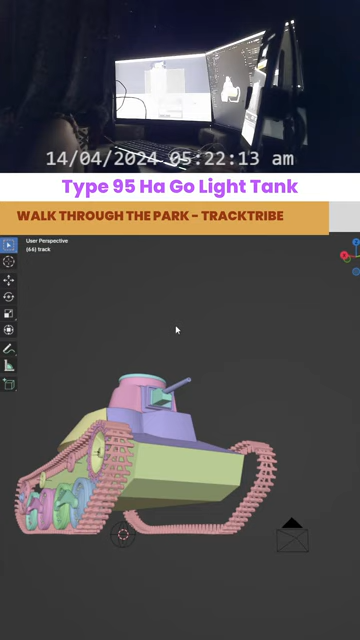 14/04/2024 05:22:13 am
Type 95 Ha Go Light Tank
WALK THROUGH THE PARK - TRACKTRIBE
User Perspective
(66) track